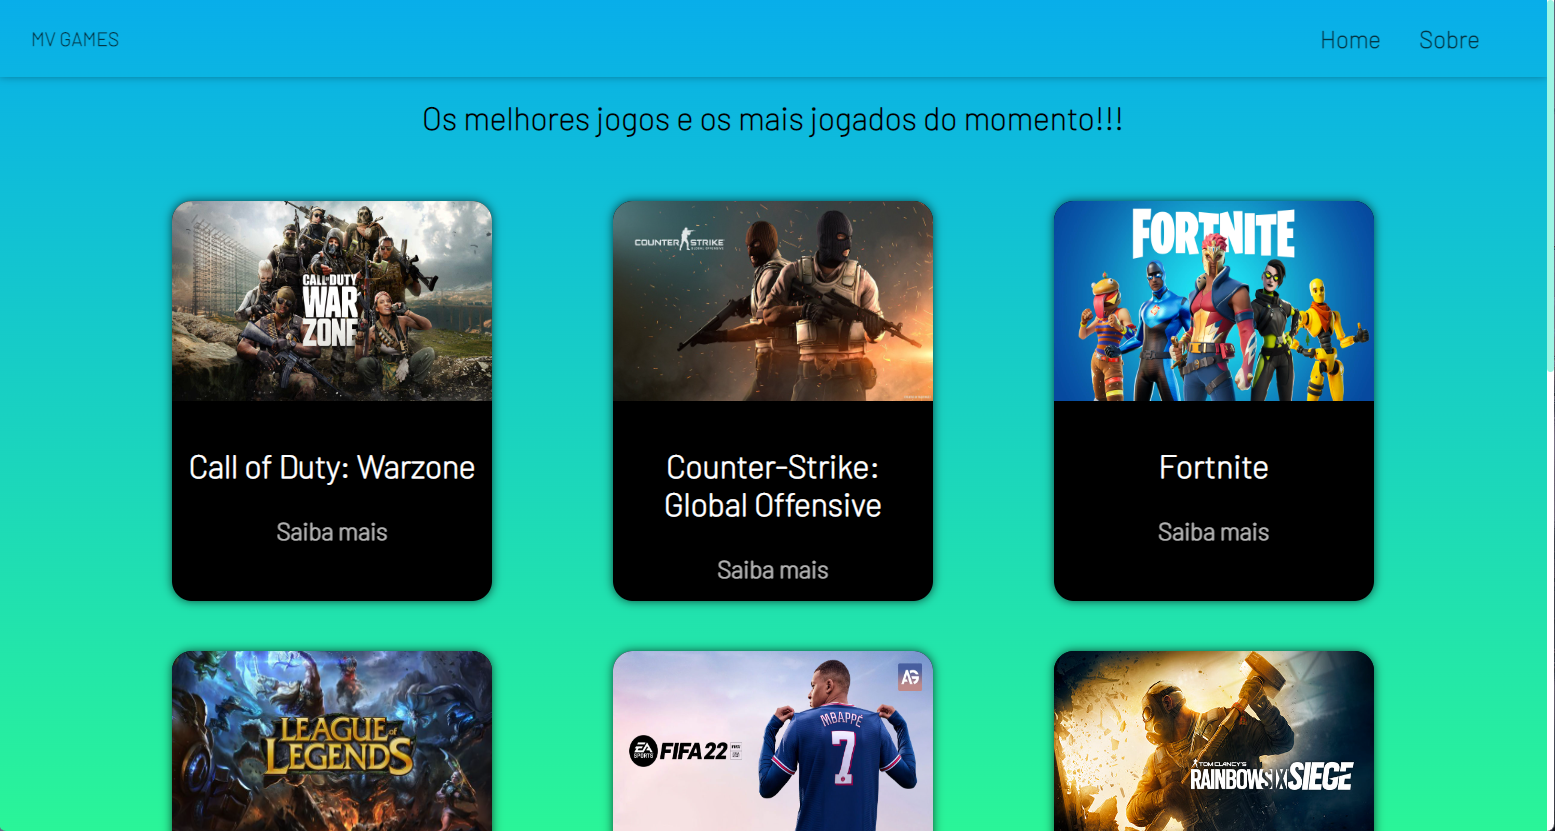 MV GAMES
Home
Sobre
Os melhores jogos e os mais jogados do momento!!!
CALL OF DUTY
WAR
ZONE
COUNTER STRIKE
GLOBAL OFFENSIVE
FORTNITE
Call of Duty: Warzone
Saiba mais
Counter-Strike:
Global Offensive
Saiba mais
Fortnite
Saiba mais
LEAGUE of
LEGENDS
AG
EA
SPORTS
FIFA 22
MBAPPÉ
7
TOM CLANCY'S
RAINBOW SIX SIEGE